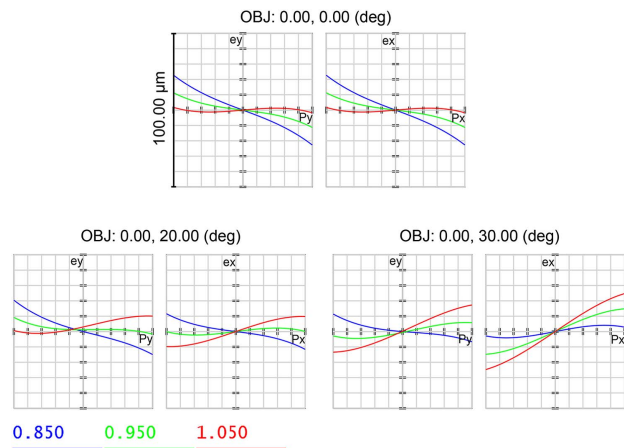 OBJ: 0.00, 0.00 (deg)
ey
ex
100.00 μm
Py
Px
OBJ: 0.00, 20.00 (deg)
OBJ: 0.00, 30.00 (deg)
ey
ex
ey
ex
Py
Px
Py
Px
0.850 0.950 1.050